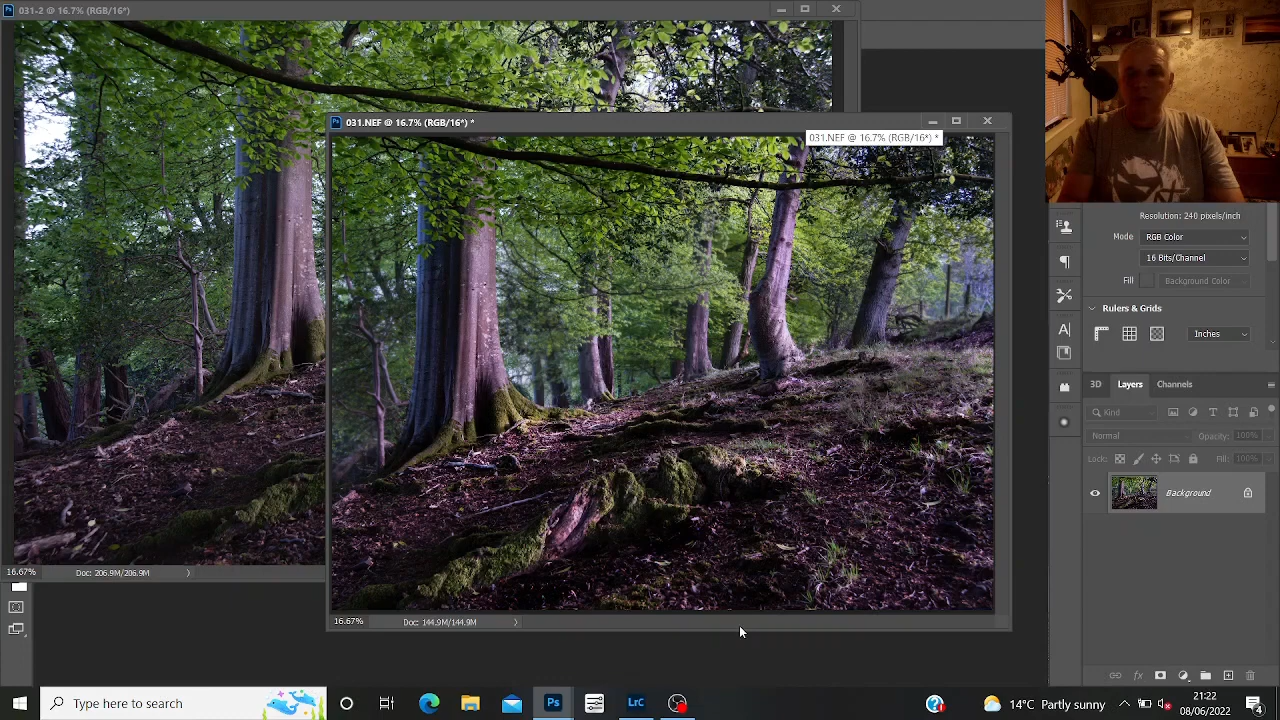 031-2 @ 16.7% (RGB/16*)
031.NEF @ 16.7% (RGB/16*) *
031.NEF @ 16.7% (RGB/16*) *
16.67%
Doc: 206.9M/206.9M
16.67%
Doc: 144.9M/144.9M
Resolution: 240 pixels/inch
Mode
RGB Color
16 Bits/Channel
Fill
Background Color
Rulers & Grids
Inches
3D
Layers
Channels
Kind
Normal
Opacity: 100%
Lock:
Fill: 100%
Background
fx
Type here to search
Ps
LrC
14°C Partly sunny
21:22
08/06/2022